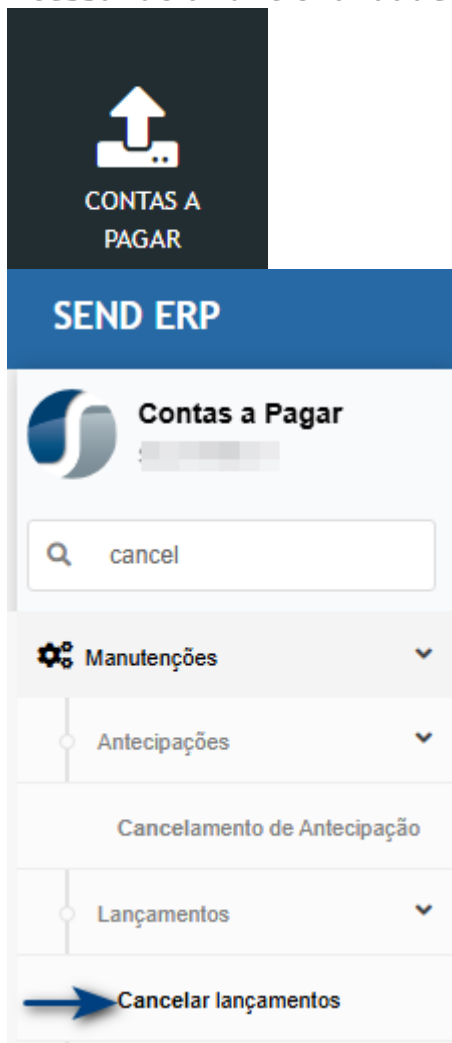 CONTAS A
PAGAR
SEND ERP
Contas a Pagar
cancel
Manutenções
Antecipações
Cancelamento de Antecipação
Lançamentos
Cancelar lançamentos